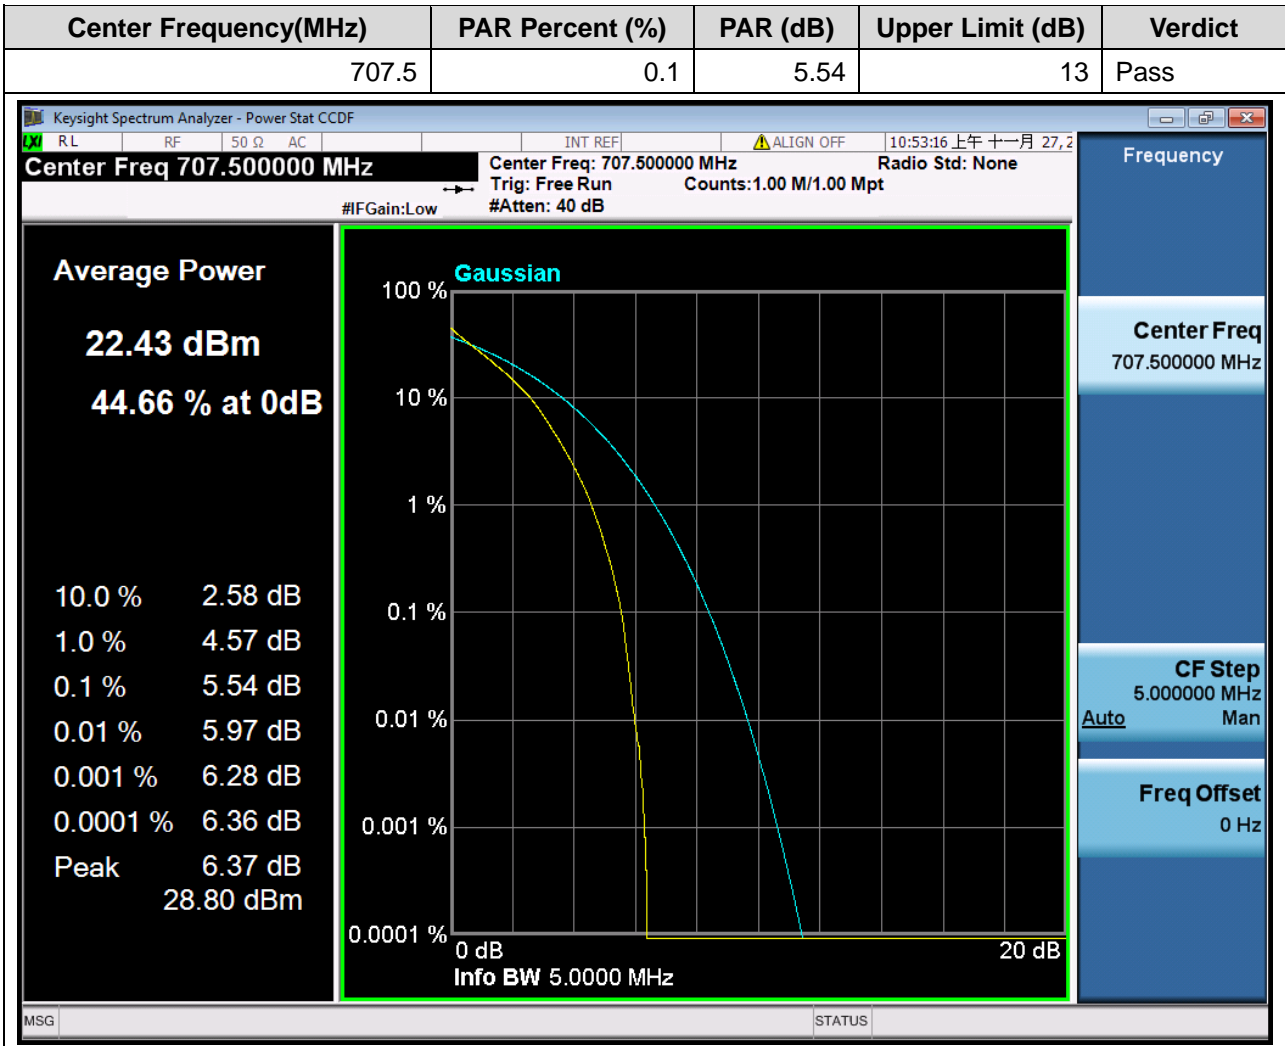 Center Frequency(MHz) PAR Percent (%) PAR (dB) Upper Limit (dB) Verdict
707.5 0.1 5.54 13 Pass
Keysight Spectrum Analyzer - Power Stat CCDF
LXI RL RF 50 Ω AC INT REF ALIGN OFF 10:53:16 上午 十一月 27, 2
Center Freq 707.500000 MHz
Center Freq: 707.500000 MHz Radio Std: None
Trig: Free Run Counts:1.00 M/1.00 Mpt
#IFGain:Low #Atten: 40 dB
Average Power
22.43 dBm
44.66 % at 0dB
10.0 % 2.58 dB
1.0 % 4.57 dB
0.1 % 5.54 dB
0.01 % 5.97 dB
0.001 % 6.28 dB
0.0001 % 6.36 dB
Peak 6.37 dB
28.80 dBm
Gaussian
100 %
10 %
1 %
0.1 %
0.01 %
0.001 %
0.0001 %
0 dB 20 dB
Info BW 5.0000 MHz
Frequency
Center Freq
707.500000 MHz
CF Step
5.000000 MHz
Auto Man
Freq Offset
0 Hz
MSG STATUS